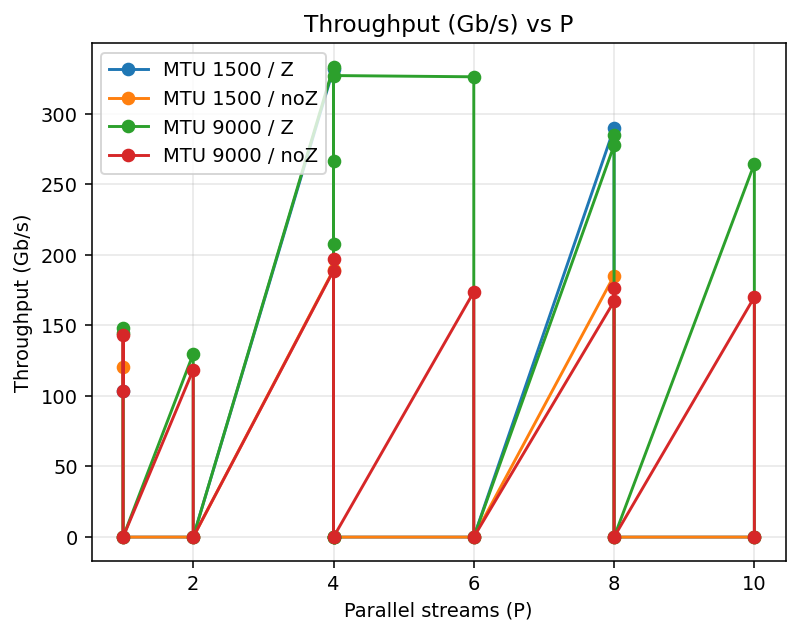 Throughput (Gb/s) vs P
MTU 1500 / Z
MTU 1500 / noZ
MTU 9000 / Z
MTU 9000 / noZ
Throughput (Gb/s)
300
250
200
150
100
50
0
2 4 6 8 10
Parallel streams (P)